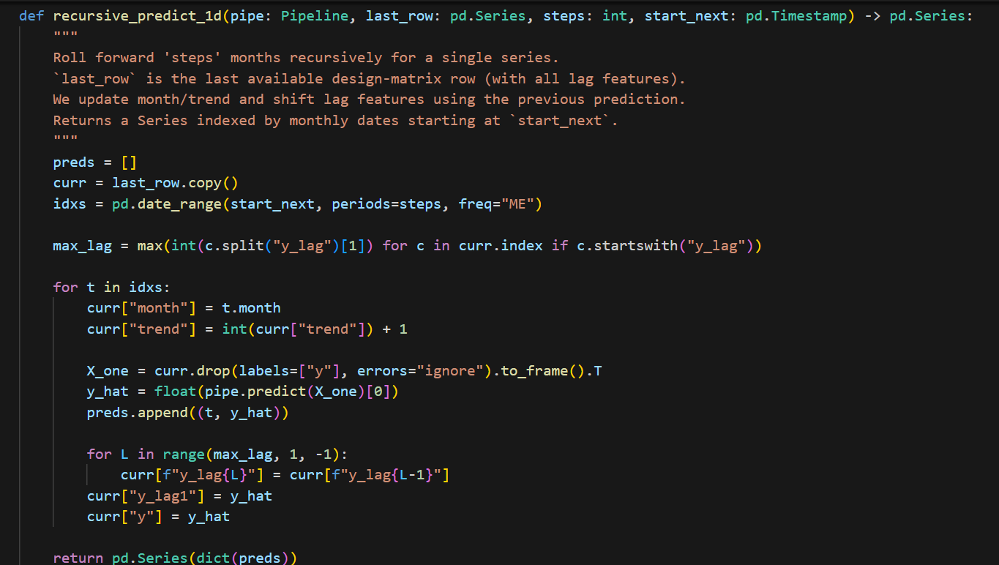 def recursive_predict_1d(pipe: Pipeline, last_row: pd.Series, steps: int, start_next: pd.Timestamp) -> pd.Series:
    """
    Roll forward 'steps' months recursively for a single series.
    `last_row` is the last available design-matrix row (with all lag features).
    We update month/trend and shift lag features using the previous prediction.
    Returns a Series indexed by monthly dates starting at `start_next`.
    """
    preds = []
    curr = last_row.copy()
    idxs = pd.date_range(start_next, periods=steps, freq="ME")

    max_lag = max(int(c.split("y_lag")[1]) for c in curr.index if c.startswith("y_lag"))

    for t in idxs:
        curr["month"] = t.month
        curr["trend"] = int(curr["trend"]) + 1

        X_one = curr.drop(labels=["y"], errors="ignore").to_frame().T
        y_hat = float(pipe.predict(X_one)[0])
        preds.append((t, y_hat))

        for L in range(max_lag, 1, -1):
            curr[f"y_lag{L}"] = curr[f"y_lag{L-1}"]
        curr["y_lag1"] = y_hat
        curr["y"] = y_hat

    return pd.Series(dict(preds))